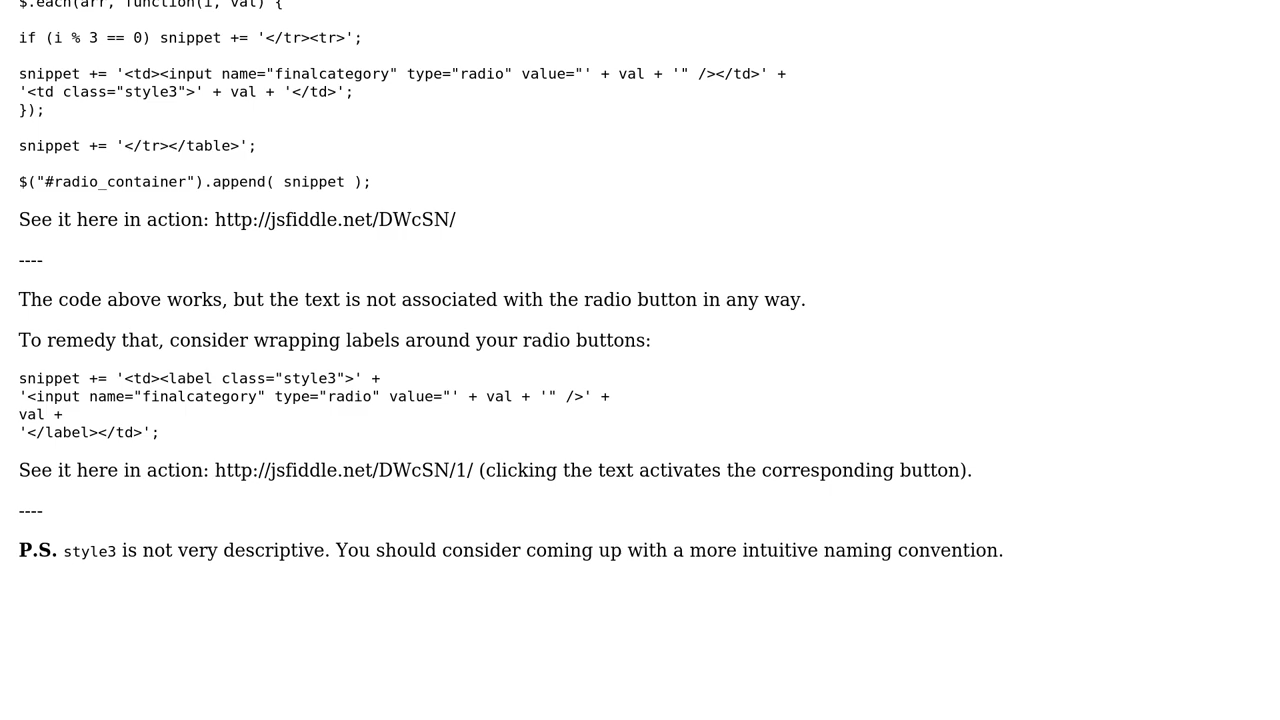 $.each(arr, function(i, val) {
if (i % 3 == 0) snippet += '</tr><tr>';
snippet += '<td><input name="finalcategory" type="radio" value="' + val + '" /></td>' +
'<td class="style3">' + val + '</td>';
});
snippet += '</tr></table>';
$("#radio_container").append( snippet );
See it here in action: http://jsfiddle.net/DWcSN/
----
The code above works, but the text is not associated with the radio button in any way.
To remedy that, consider wrapping labels around your radio buttons:
snippet += '<td><label class="style3">' +
'<input name="finalcategory" type="radio" value="' + val + '" />' +
val +
'</label></td>';
See it here in action: http://jsfiddle.net/DWcSN/1/ (clicking the text activates the corresponding button).
----
P.S. style3 is not very descriptive. You should consider coming up with a more intuitive naming convention.